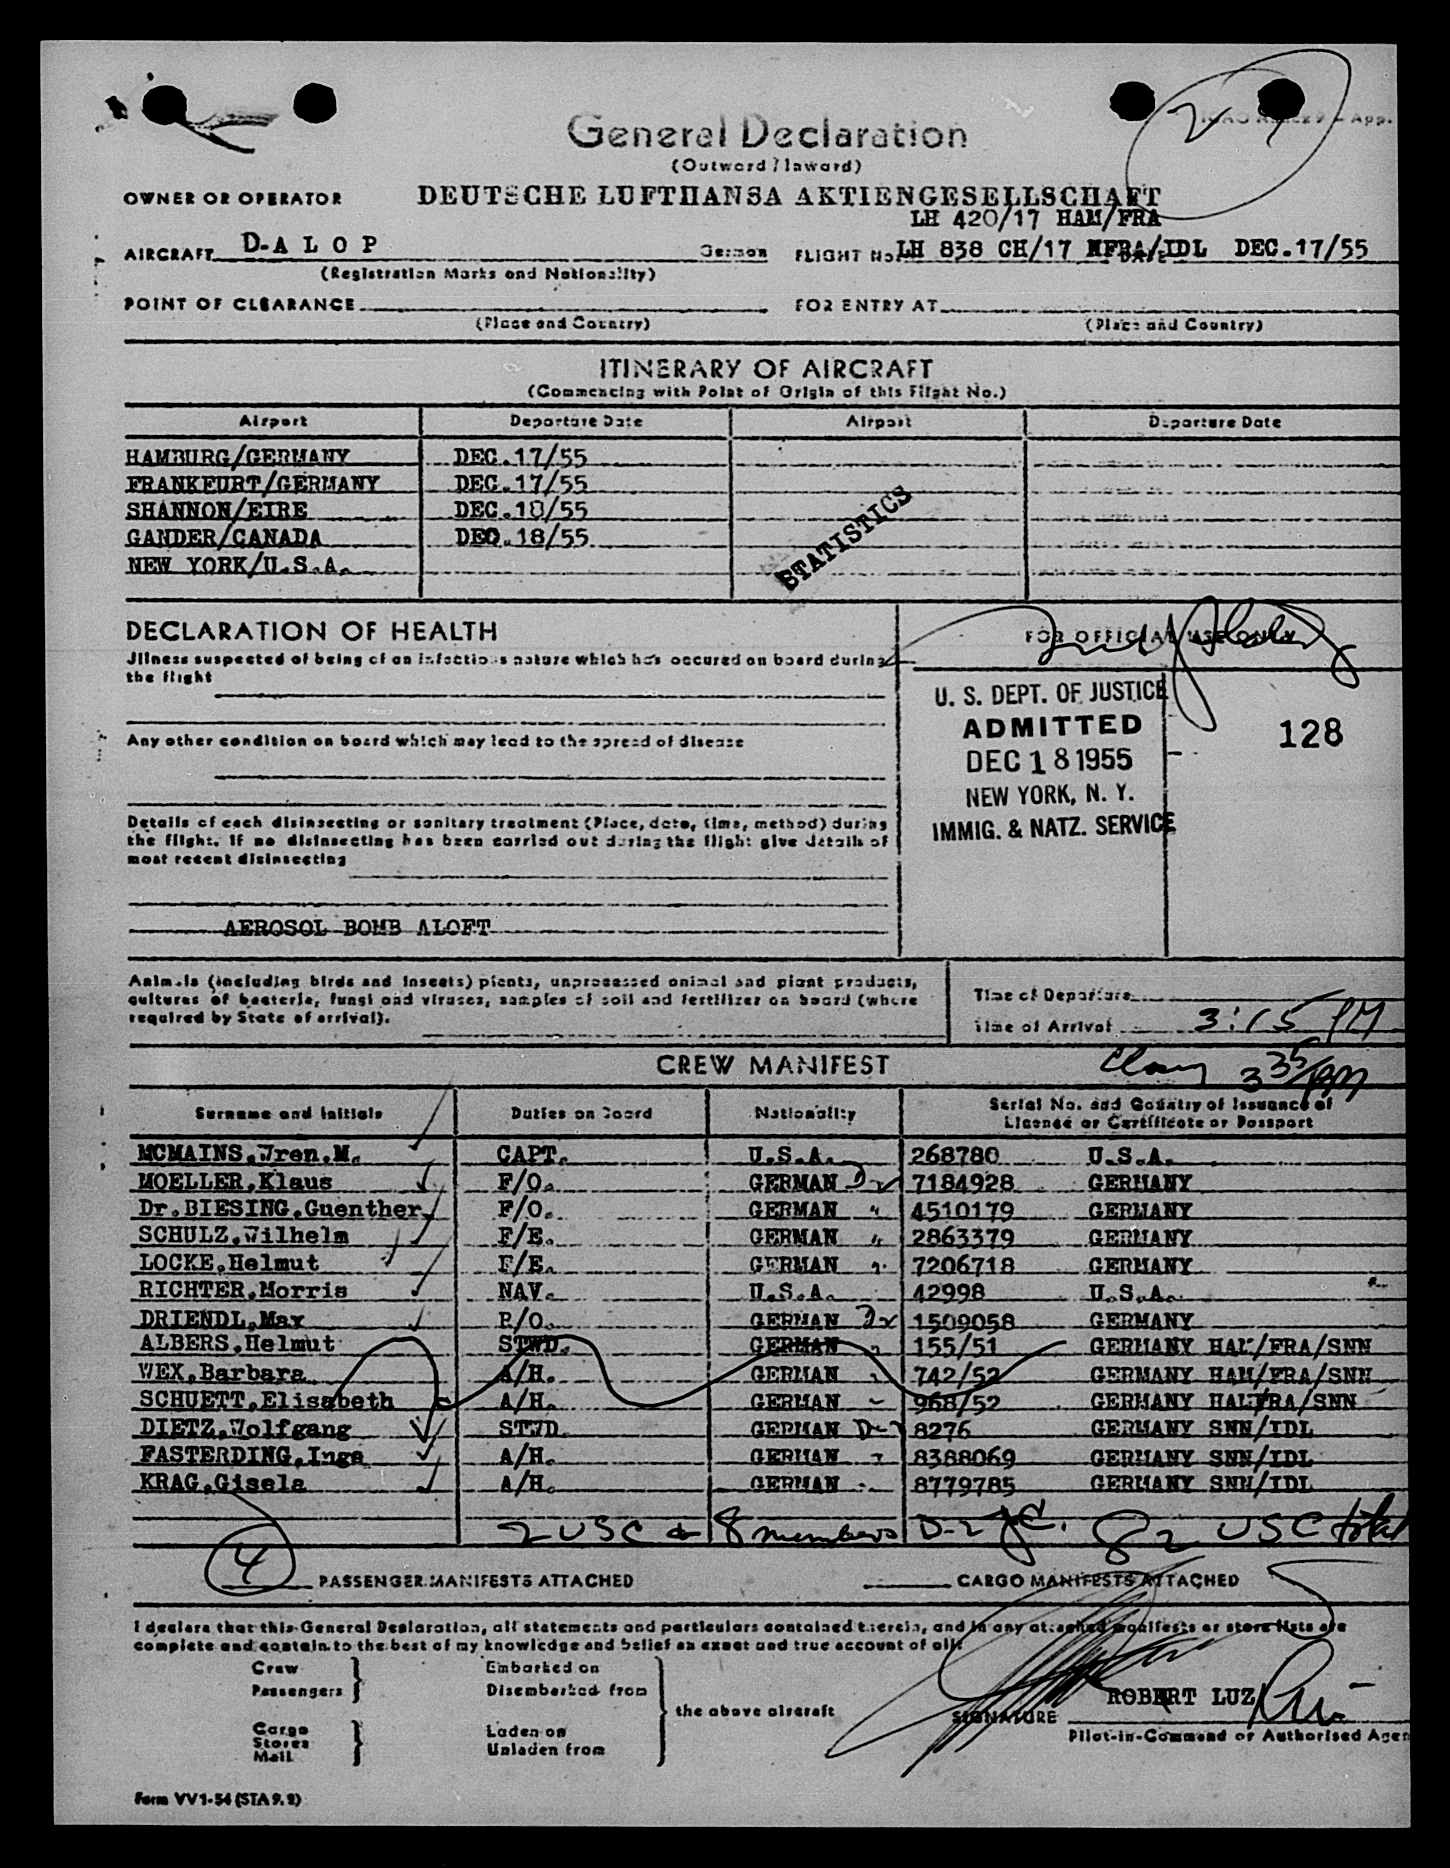 General Declaration
(Outward / Inward)
OWNER OR OPERATOR DEUTSCHE LUFTHANSA AKTIENGESELLSCHAFT
LH 420/17 HAM/FRA
AIRCRAFT D-A L O P German FLIGHT No. LH 838 CH/17 FRA/IDL DATE DEC.17/55
(Registration Marks and Nationality)
POINT OF CLEARANCE FOR ENTRY AT
(Place and Country) (Place and Country)
ITINERARY OF AIRCRAFT
(Commencing with Point of Origin of this Flight No.)
Airport Departure Date Airport Departure Date
HAMBURG/GERMANY DEC.17/55
FRANKFURT/GERMANY DEC.17/55
SHANNON/EIRE DEC.18/55
GANDER/CANADA DEC.18/55
NEW YORK/U.S.A.
STATISTICS
DECLARATION OF HEALTH
FOR OFFICIAL USE ONLY
Jllness suspected of being of an infectious nature which has occured on board during
the flight
U. S. DEPT. OF JUSTICE
ADMITTED
DEC 18 1955
NEW YORK, N. Y.
IMMIG. & NATZ. SERVICE
128
Any other condition on board which may lead to the spread of disease
Details of each disinsecting or sanitary treatment (Place, date, time, method) during
the flight. If no disinsecting has been carried out during the flight give details of
most recent disinsecting
AEROSOL BOMB ALOFT
Animals (including birds and insects) plants, unprocessed animal and plant products,
cultures of bacteria, fungi and viruses, samples of soil and fertilizer on board (where
required by State of arrival).
Time of Departure
Time of Arrival 3:15 PM
CREW MANIFEST
335 PM
Surname and Initials Duties on Board Nationality Serial No. and Country of Issuance of
Licence or Certificate or Passport
MCMAINS,Jren.M. CAPT. U.S.A. 268780 U.S.A.
MOELLER,Klaus F/O. GERMAN D-2 7184928 GERMANY
Dr.BIESING,Guenther F/O. GERMAN " 4510179 GERMANY
SCHULZ,Wilhelm F/E. GERMAN " 2863379 GERMANY
LOCKE,Helmut F/E. GERMAN " 7206718 GERMANY
RICHTER,Morris NAV. U.S.A. 42998 U.S.A.
DRIENDL,Max R/O. GERMAN D-2 1509058 GERMANY
ALBERS,Helmut STWD. GERMAN 155/51 GERMANY HAM/FRA/SNN
WEX,Barbara A/H. GERMAN 742/52 GERMANY HAM/FRA/SNN
SCHUETT,Elisabeth A/H. GERMAN 968/52 GERMANY HAM/FRA/SNN
DIETZ,Wolfgang STWD GERMAN D-2 8276 GERMANY SNN/IDL
FASTERDING,Inge A/H. GERMAN 8388069 GERMANY SNN/IDL
KRAG,Gisela A/H. GERMAN 8779785 GERMANY SNN/IDL
2 USC & 8 members D-2 82 USC total
4 PASSENGER MANIFESTS ATTACHED CARGO MANIFESTS ATTACHED
I declare that this General Declaration, all statements and particulars contained therein, and in any attached manifests or store lists are
complete and contain to the best of my knowledge and belief an exact and true account of all:
Crew Embarked on
Passengers Disembarked from
the above aircraft
Cargo Laden on
Stores Unladen from
Mail
ROBERT LUZ
SIGNATURE
Pilot-in-Command or Authorised Agen
Form VV1-54 (STA 9.2)